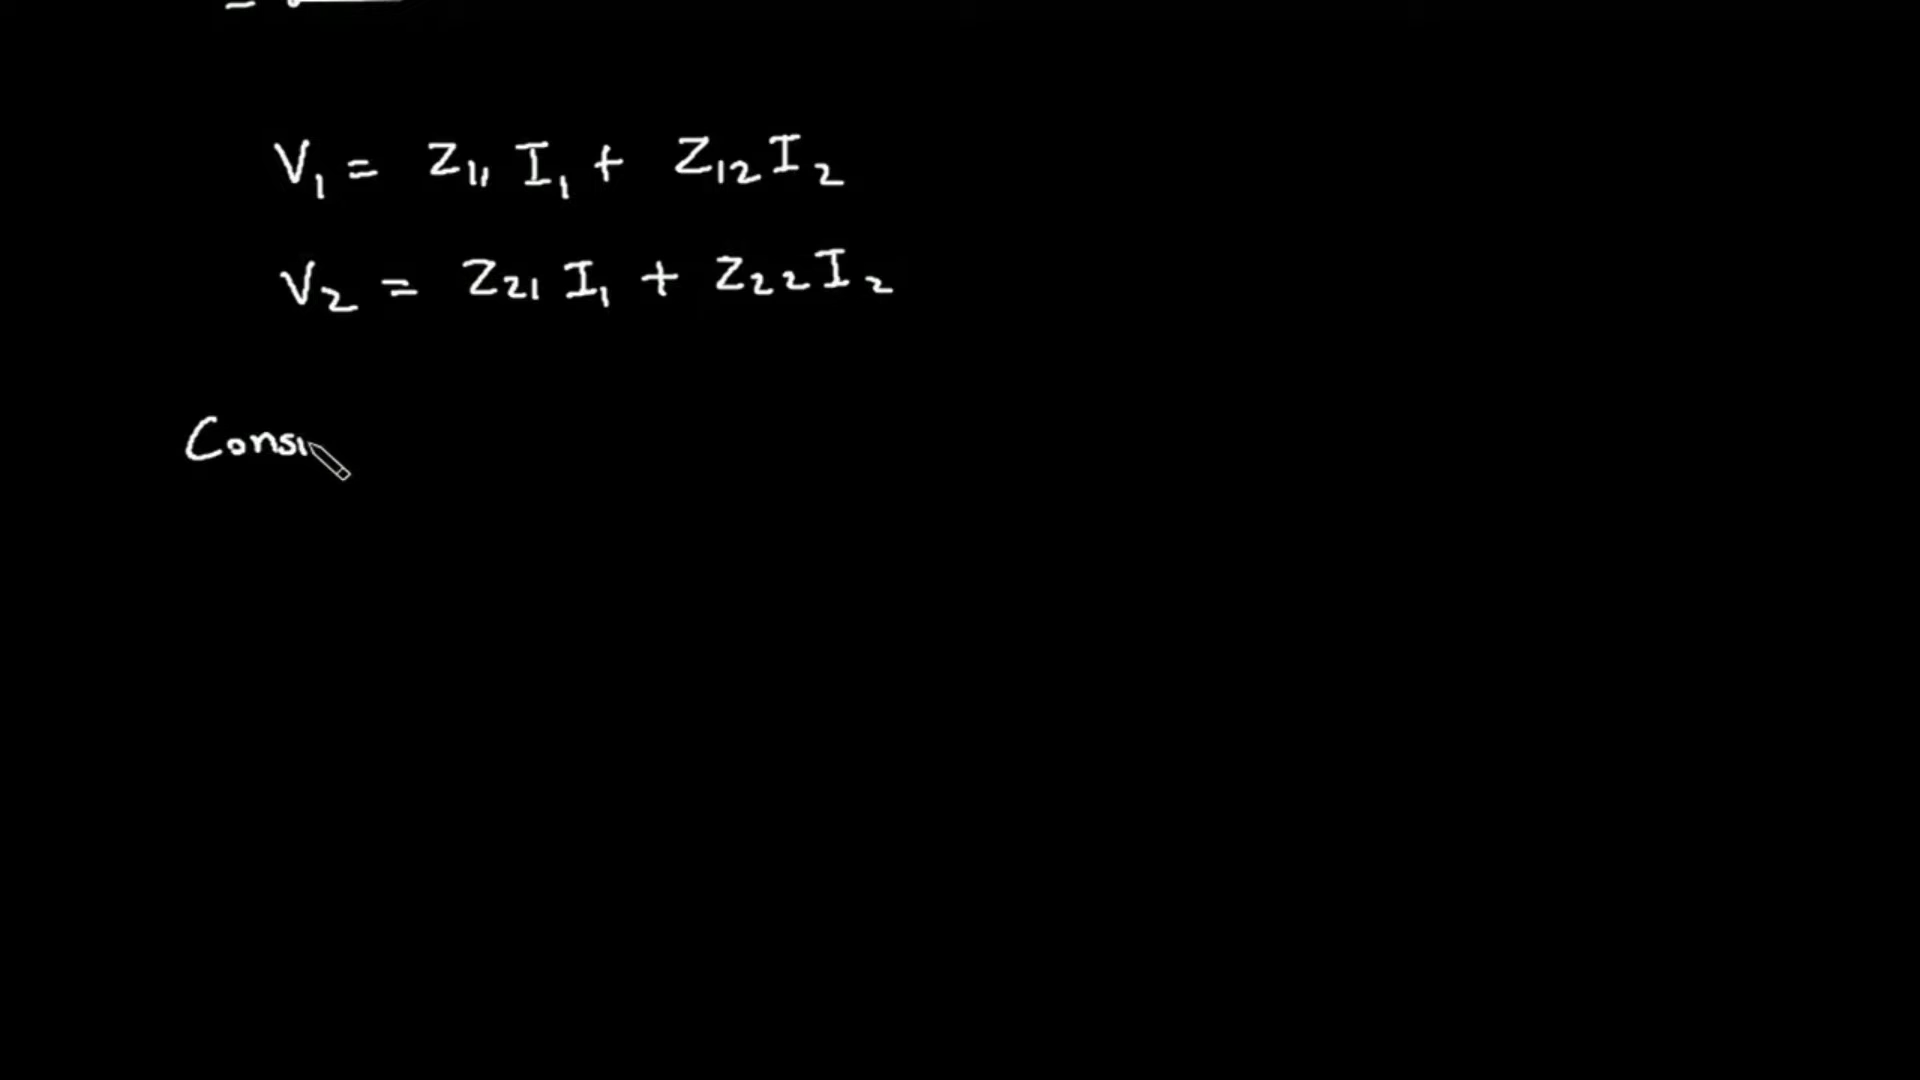 V₁ = Z₁₁ I₁ + Z₁₂ I₂
V₂ = Z₂₁ I₁ + Z₂₂ I₂
Consi